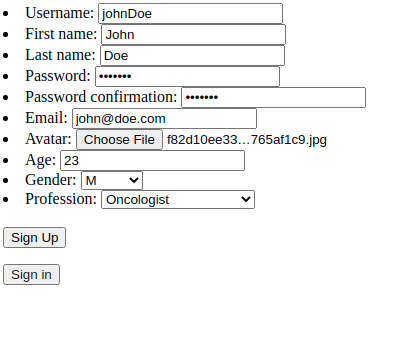 Username: johnDoe
First name: John
Last name: Doe
Password: •••••••
Password confirmation: •••••••
Email: john@doe.com
Avatar: Choose File f82d10ee33…765af1c9.jpg
Age: 23
Gender: M
Profession: Oncologist
Sign Up
Sign in